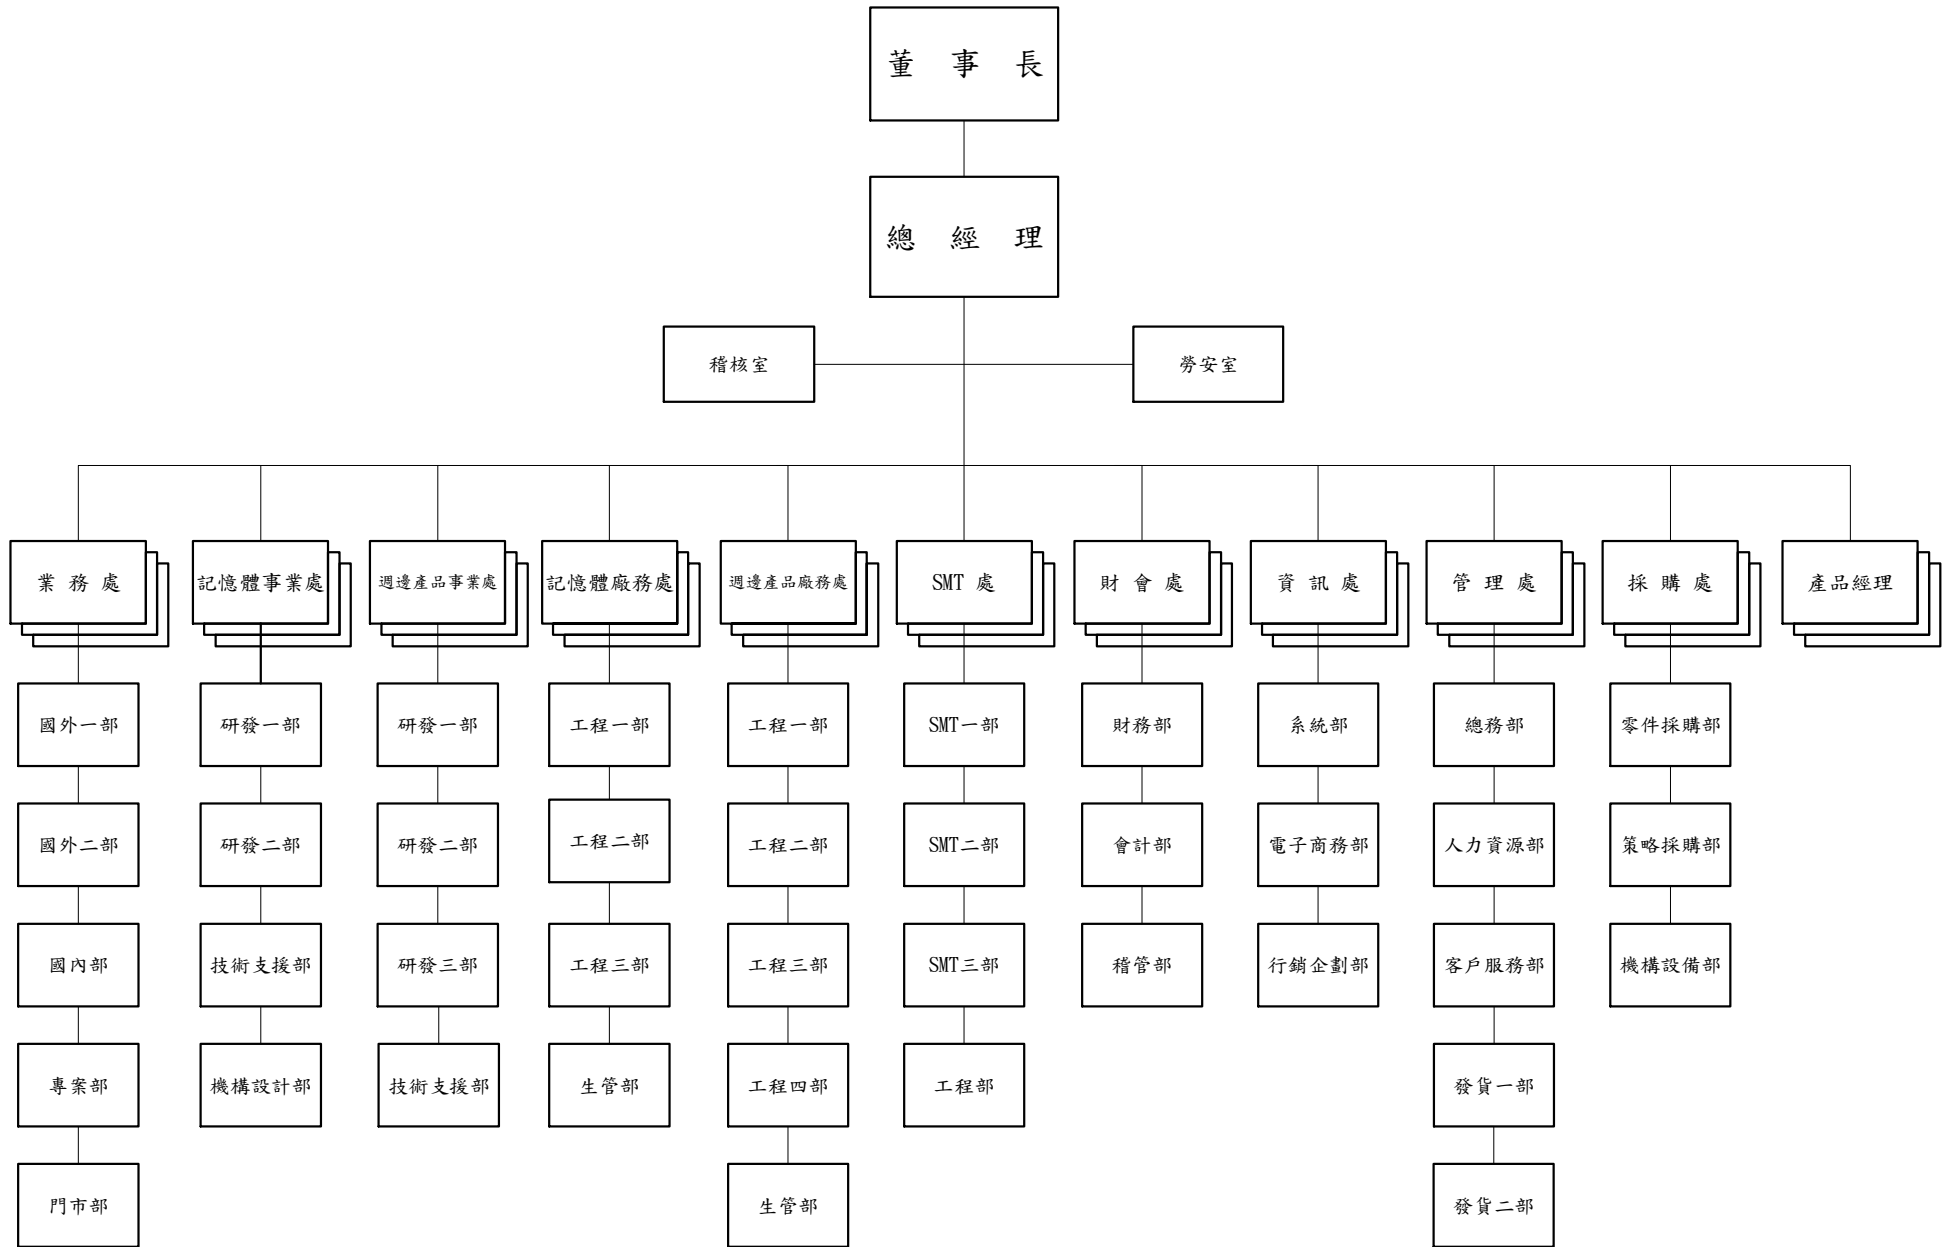 董 事 長
總 經 理
稽核室
勞安室
業 務 處
記憶體事業處
週邊產品事業處
記憶體廠務處
週邊產品廠務處
SMT 處
財 會 處
資 訊 處
管 理 處
採 購 處
產品經理
國外一部
研發一部
研發一部
工程一部
工程一部
SMT一部
財務部
系統部
總務部
零件採購部
國外二部
研發二部
研發二部
工程二部
工程二部
SMT二部
會計部
電子商務部
人力資源部
策略採購部
國內部
技術支援部
研發三部
工程三部
工程三部
SMT三部
稽管部
行銷企劃部
客戶服務部
機構設備部
專案部
機構設計部
技術支援部
生管部
工程四部
工程部
發貨一部
門市部
生管部
發貨二部